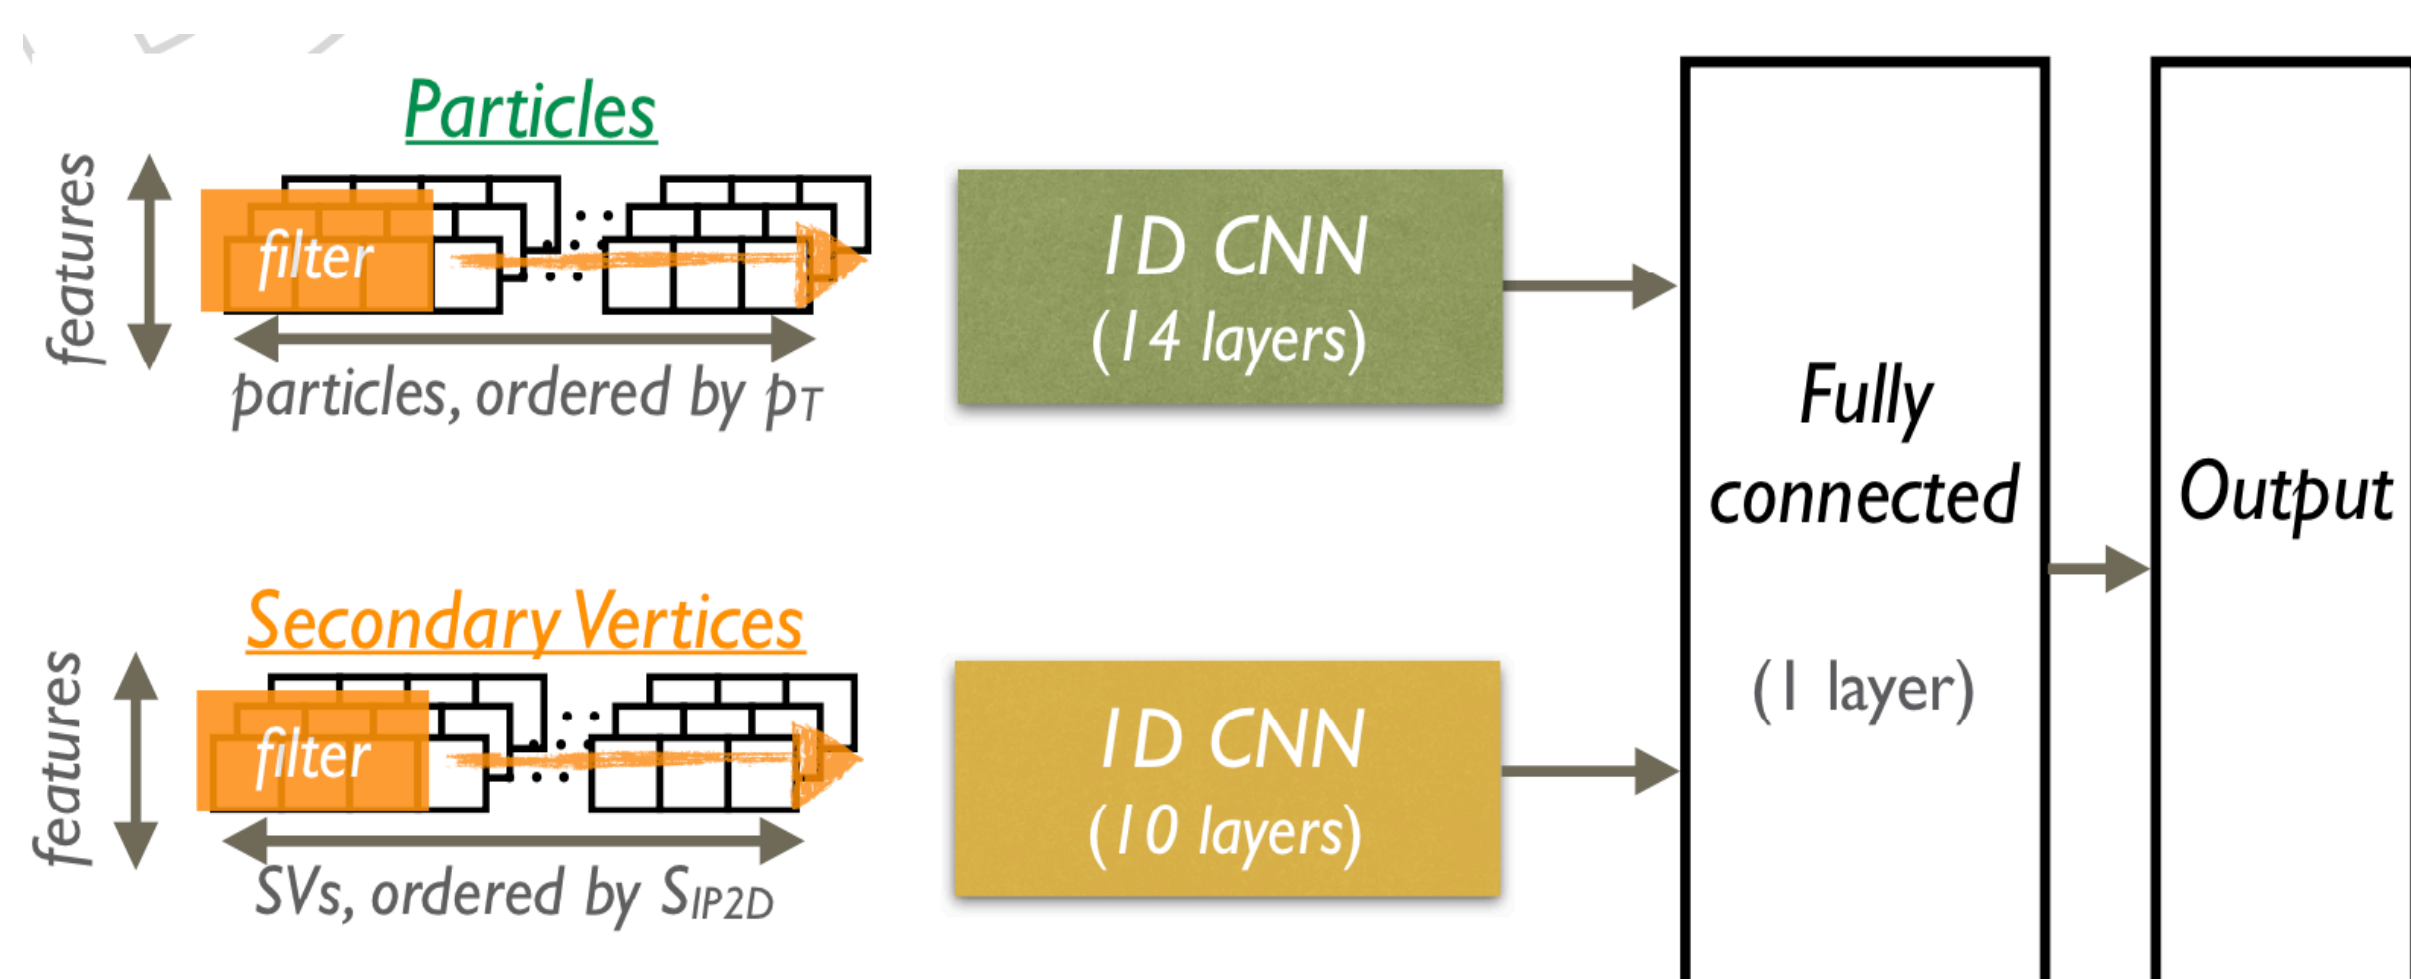 Particles
features
filter
particles, ordered by pT
1D CNN
(14 layers)
Secondary Vertices
features
filter
SVs, ordered by SIP2D
1D CNN
(10 layers)
Fully
connected
(1 layer)
Output